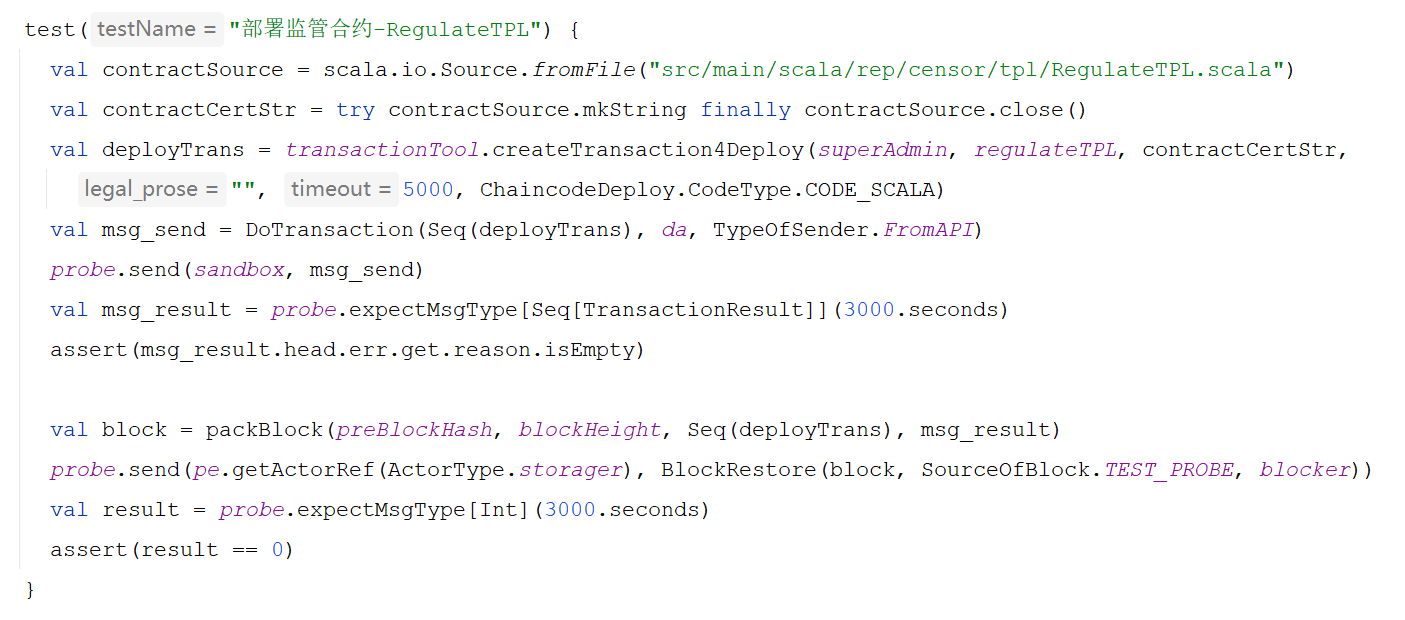 test( testName = "部署监管合约-RegulateTPL") {
val contractSource = scala.io.Source.fromFile("src/main/scala/rep/censor/tpl/RegulateTPL.scala")
val contractCertStr = try contractSource.mkString finally contractSource.close()
val deployTrans = transactionTool.createTransaction4Deploy(superAdmin, regulateTPL, contractCertStr,
legal_prose = "", timeout = 5000, ChaincodeDeploy.CodeType.CODE_SCALA)
val msg_send = DoTransaction(Seq(deployTrans), da, TypeOfSender.FromAPI)
probe.send(sandbox, msg_send)
val msg_result = probe.expectMsgType[Seq[TransactionResult]](3000.seconds)
assert(msg_result.head.err.get.reason.isEmpty)
val block = packBlock(preBlockHash, blockHeight, Seq(deployTrans), msg_result)
probe.send(pe.getActorRef(ActorType.storager), BlockRestore(block, SourceOfBlock.TEST_PROBE, blocker))
val result = probe.expectMsgType[Int](3000.seconds)
assert(result == 0)
}